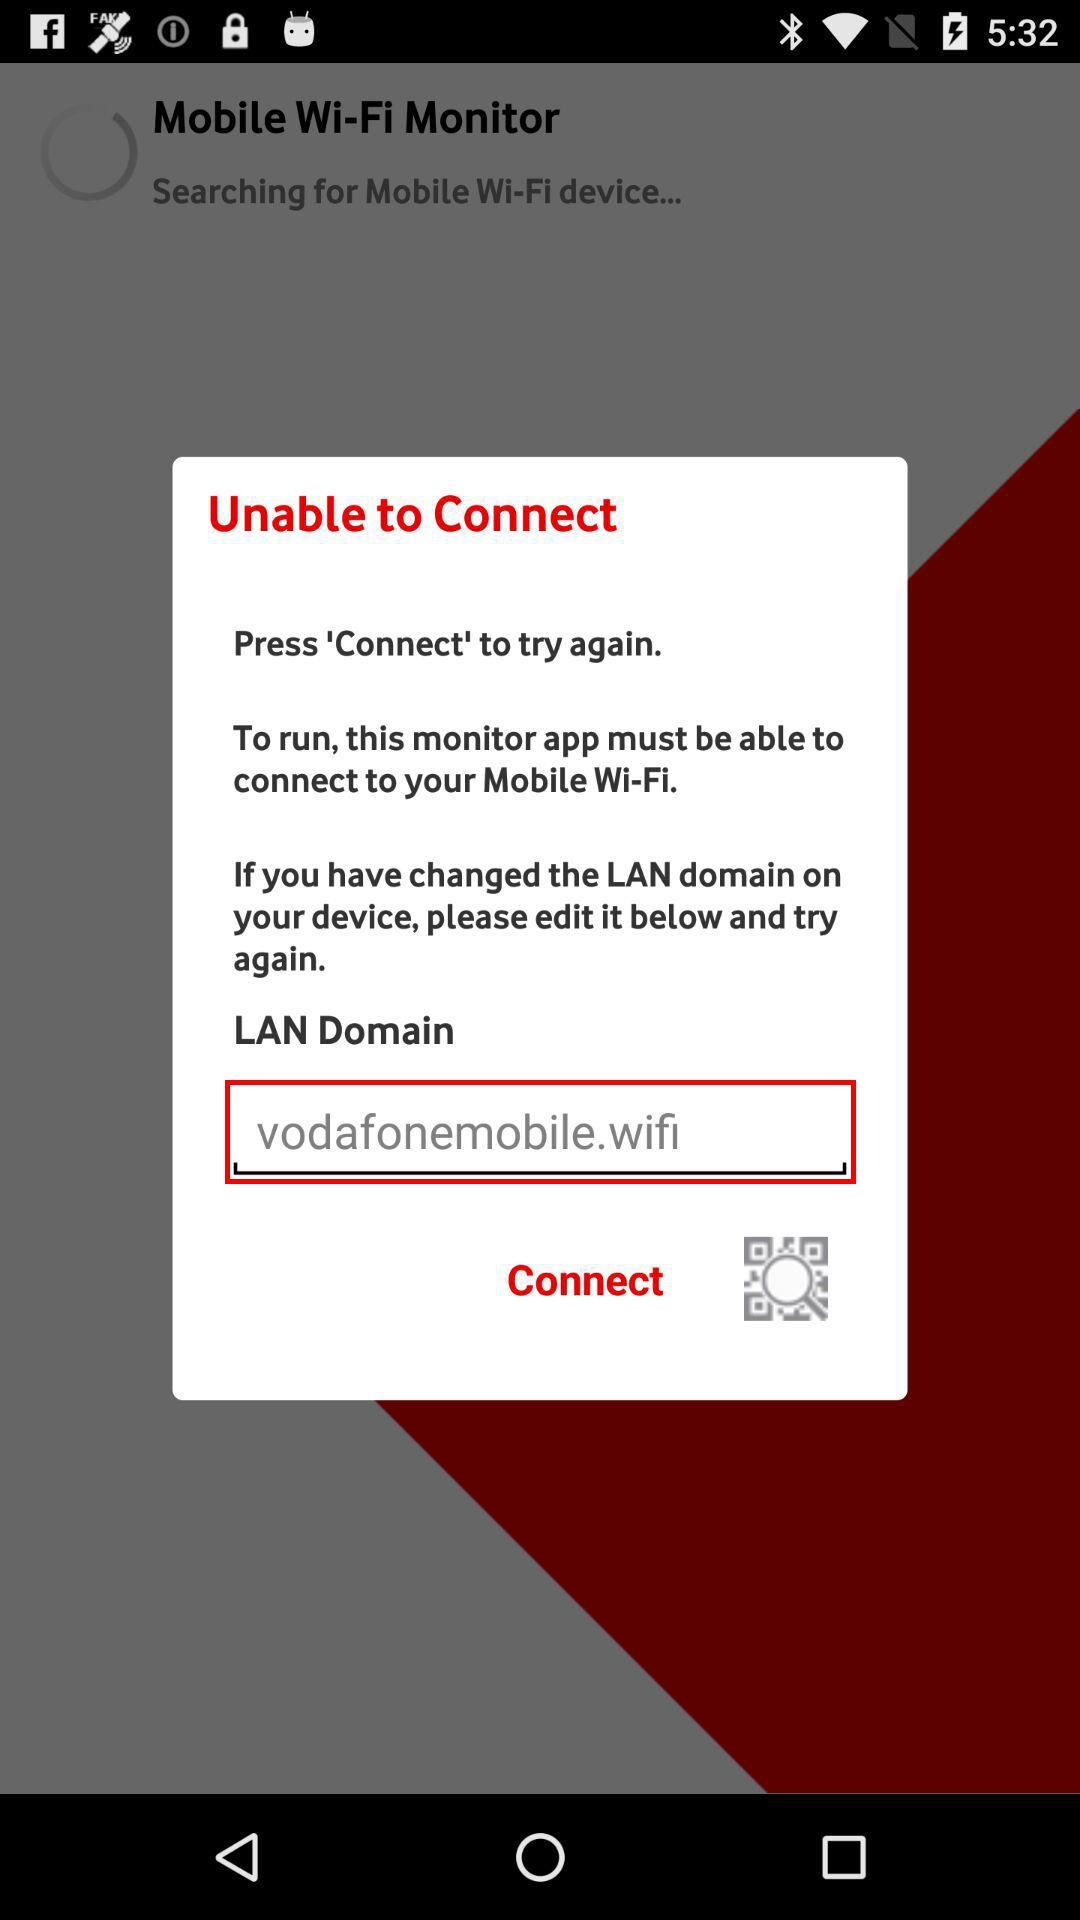 FAKE
5:32
Mobile Wi-Fi Monitor
Searching for Mobile Wi-Fi device...
Unable to Connect
Press 'Connect' to try again.
To run, this monitor app must be able to
connect to your Mobile Wi-Fi.
If you have changed the LAN domain on
your device, please edit it below and try
again.
LAN Domain
vodafonemobile.wifi
Connect